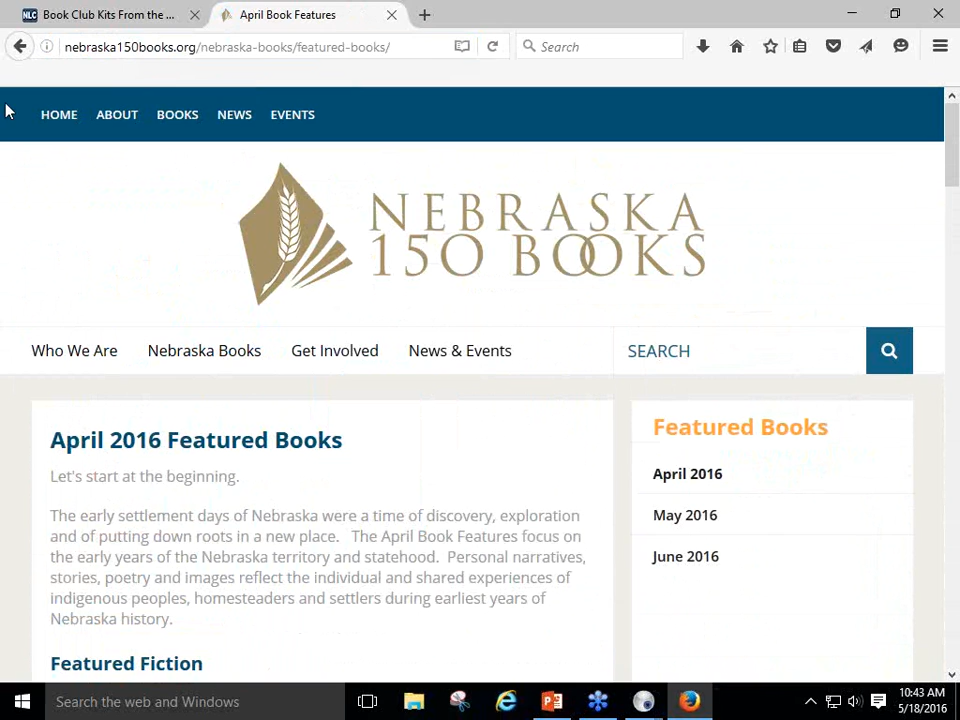 NLC Book Club Kits From the ...
April Book Features
nebraska150books.org/nebraska-books/featured-books/
Search
HOME ABOUT BOOKS NEWS EVENTS
NEBRASKA
150 BOOKS
Who We Are Nebraska Books Get Involved News & Events SEARCH
April 2016 Featured Books
Let's start at the beginning.
The early settlement days of Nebraska were a time of discovery, exploration
and of putting down roots in a new place. The April Book Features focus on
the early years of the Nebraska territory and statehood. Personal narratives,
stories, poetry and images reflect the individual and shared experiences of
indigenous peoples, homesteaders and settlers during earliest years of
Nebraska history.
Featured Fiction
Featured Books
April 2016
May 2016
June 2016
Search the web and Windows
10:43 AM
5/18/2016